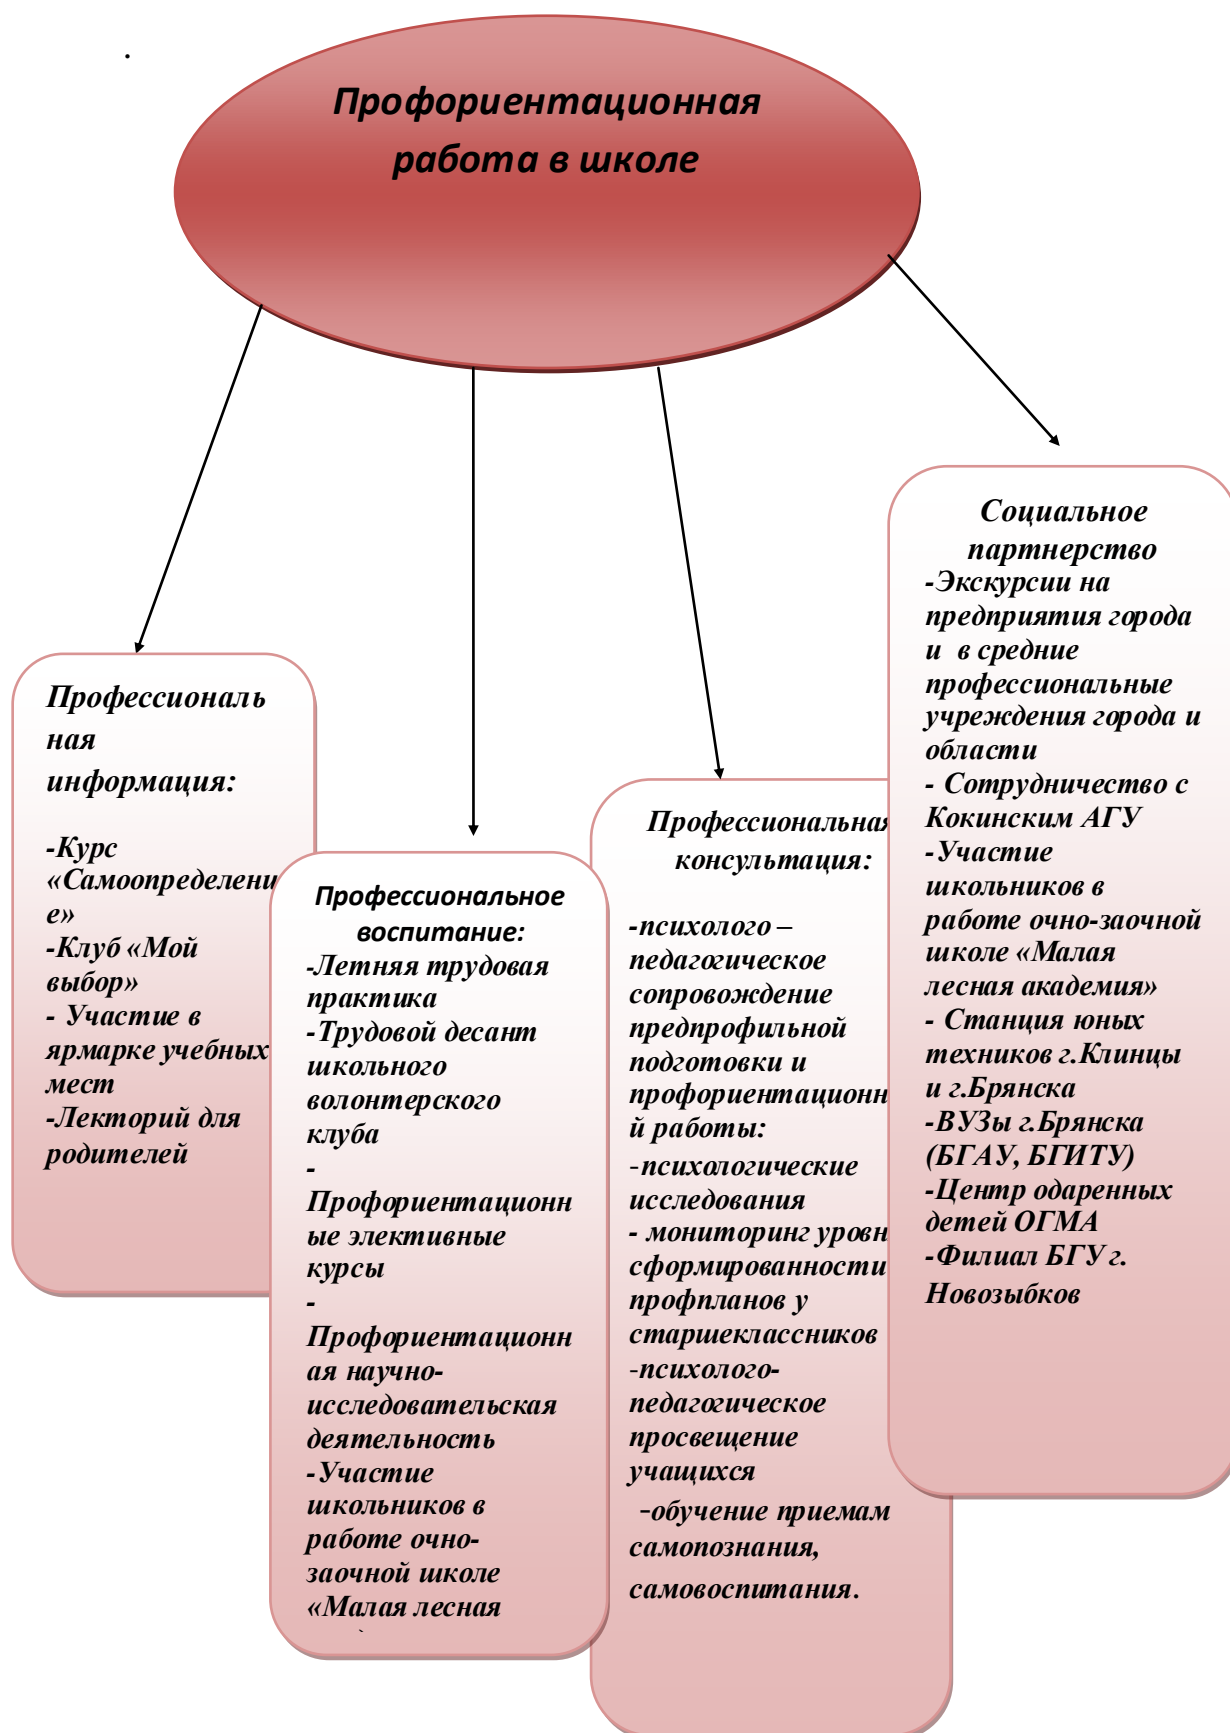 .
Профориентационная
работа в школе
Профессиональ
ная
информация:
-Курс
«Самоопределени
е»
-Клуб «Мой
выбор»
- Участие в
ярмарке учебных
мест
-Лекторий для
родителей
Профессиональное
воспитание:
-Летняя трудовая
практика
-Трудовой десант
школьного
волонтерского
клуба
-
Профориентационн
ые элективные
курсы
-
Профориентационн
ая научно-
исследовательская
деятельность
-Участие
школьников в
работе очно-
заочной школе
«Малая лесная
Профессиональная
консультация:
-психолого –
педагогическое
сопровождение
предпрофильной
подготовки и
профориентационн
й работы:
-психологические
исследования
- мониторинг уровн
сформированности
профпланов у
старшеклассников
-психолого-
педагогическое
просвещение
учащихся
-обучение приемам
самопознания,
самовоспитания.
Социальное
партнерство
-Экскурсии на
предприятия города
и в средние
профессиональные
учреждения города и
области
- Сотрудничество с
Кокинским АГУ
-Участие
школьников в
работе очно-заочной
школе «Малая
лесная академия»
- Станция юных
техников г.Клинцы
и г.Брянска
-ВУЗы г.Брянска
(БГАУ, БГИТУ)
-Центр одаренных
детей ОГМА
-Филиал БГУ г.
Новозыбков